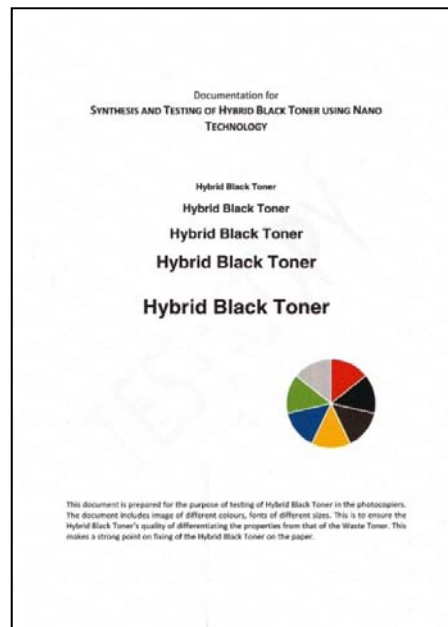 Documentation for
SYNTHESIS AND TESTING OF HYBRID BLACK TONER USING NANO
TECHNOLOGY
Hybrid Black Toner
Hybrid Black Toner
Hybrid Black Toner
Hybrid Black Toner
Hybrid Black Toner
TEST COPY
This document is prepared for the purpose of testing of Hybrid Black Toner in the photocopiers.
The document includes image of different colours, fonts of different sizes. This is to ensure the
Hybrid Black Toner's quality of differentiating the properties from that of the Waste Toner. This
makes a strong point on fixing of the Hybrid Black Toner on the paper.